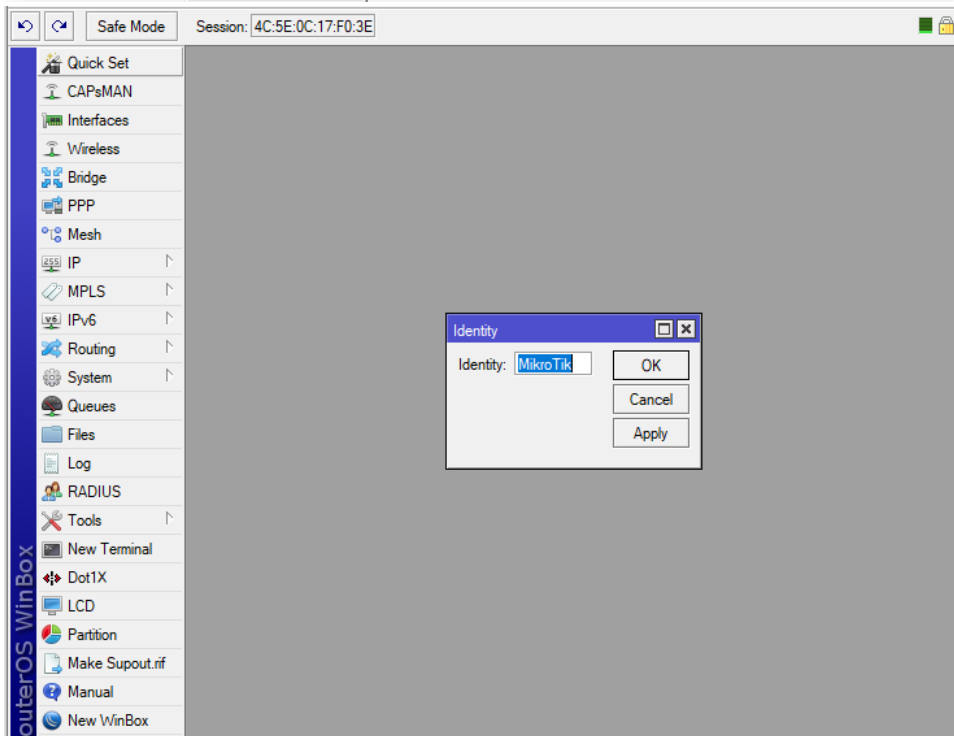 Safe Mode
Session: 4C:5E:0C:17:F0:3E
Quick Set
CAPsMAN
Interfaces
Wireless
Bridge
PPP
Mesh
255 IP
MPLS
v6 IPv6
Routing
System
Queues
Files
Log
RADIUS
Tools
New Terminal
Dot1X
LCD
Partition
Make Supout.rif
Manual
New WinBox
outerOS WinBox
Identity
Identity: MikroTik
OK
Cancel
Apply